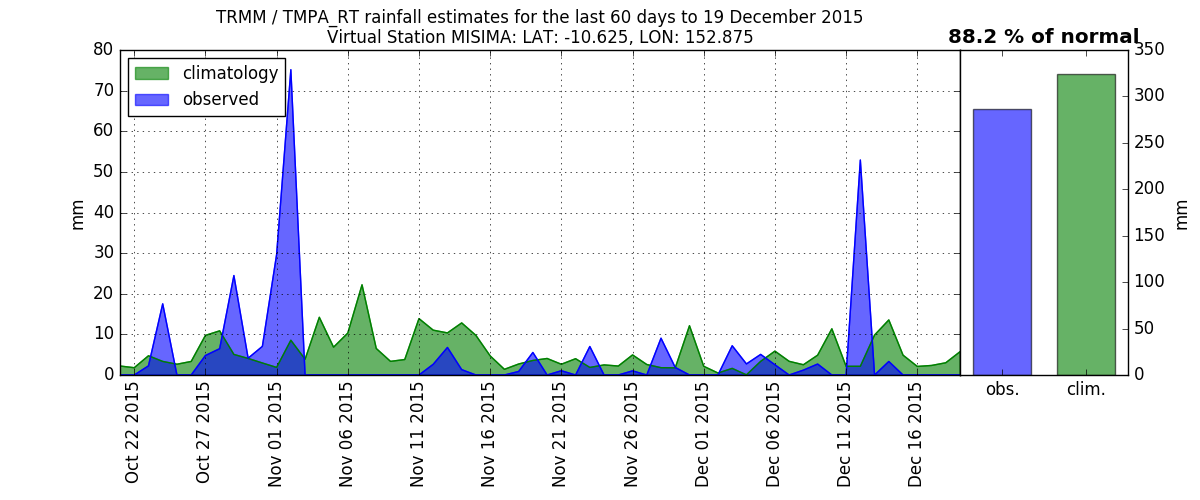 TRMM / TMPA_RT rainfall estimates for the last 60 days to 19 December 2015
Virtual Station MISIMA: LAT: -10.625, LON: 152.875
88.2 % of normal
climatology
observed
mm
80
70
60
50
40
30
20
10
0
Oct 22 2015
Oct 27 2015
Nov 01 2015
Nov 06 2015
Nov 11 2015
Nov 16 2015
Nov 21 2015
Nov 26 2015
Dec 01 2015
Dec 06 2015
Dec 11 2015
Dec 16 2015
350
300
250
200
150
100
50
0
mm
obs.
clim.